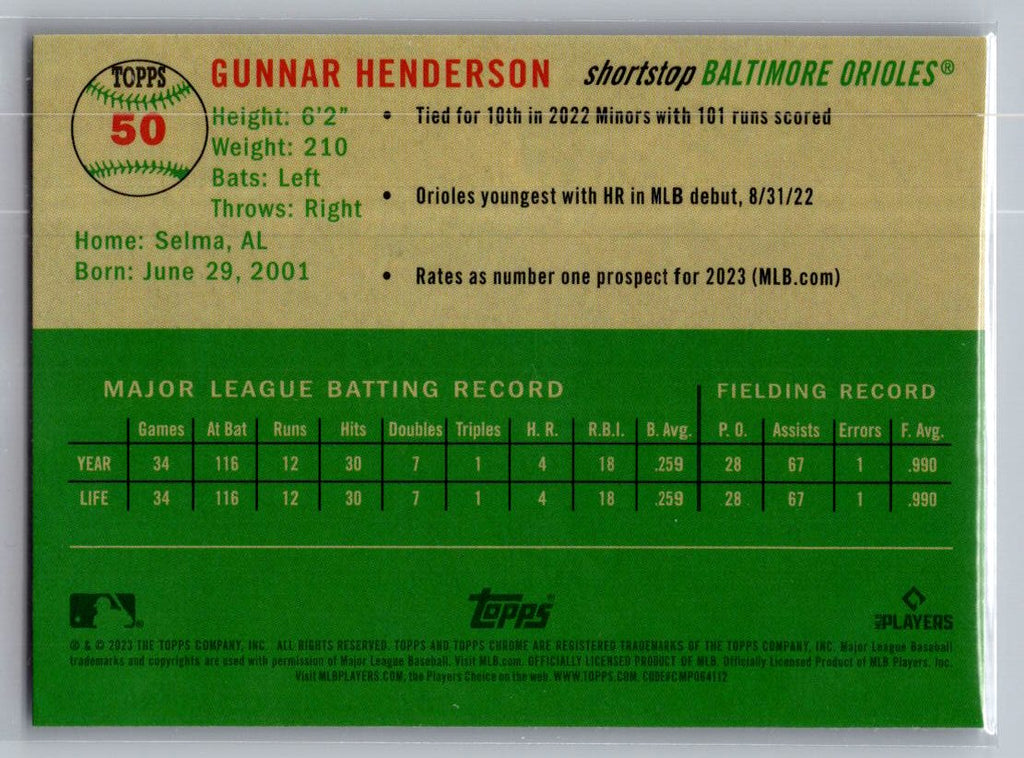 TOPPS
50
GUNNAR HENDERSON shortstop BALTIMORE ORIOLES®
Height: 6'2"
Weight: 210
Bats: Left
Throws: Right
Home: Selma, AL
Born: June 29, 2001
• Tied for 10th in 2022 Minors with 101 runs scored
• Orioles youngest with HR in MLB debut, 8/31/22
• Rates as number one prospect for 2023 (MLB.com)
MAJOR LEAGUE BATTING RECORD FIELDING RECORD
Games At Bat Runs Hits Doubles Triples H. R. R.B.I. B. Avg. P. O. Assists Errors F. Avg.
YEAR 34 116 12 30 7 1 4 18 .259 28 67 1 .990
LIFE 34 116 12 30 7 1 4 18 .259 28 67 1 .990
Topps®
PLAYERS
® & © 2023 THE TOPPS COMPANY, INC. ALL RIGHTS RESERVED. TOPPS AND TOPPS CHROME ARE REGISTERED TRADEMARKS OF THE TOPPS COMPANY, INC. Major League Baseball
trademarks and copyrights are used with permission of Major League Baseball. Visit MLB.com. OFFICIALLY LICENSED PRODUCT OF MLB. Officially Licensed Product of MLB Players, Inc.
Visit MLBPLAYERS.COM, the Players Choice on the web. WWW.TOPPS.COM. CODE#CMP064112